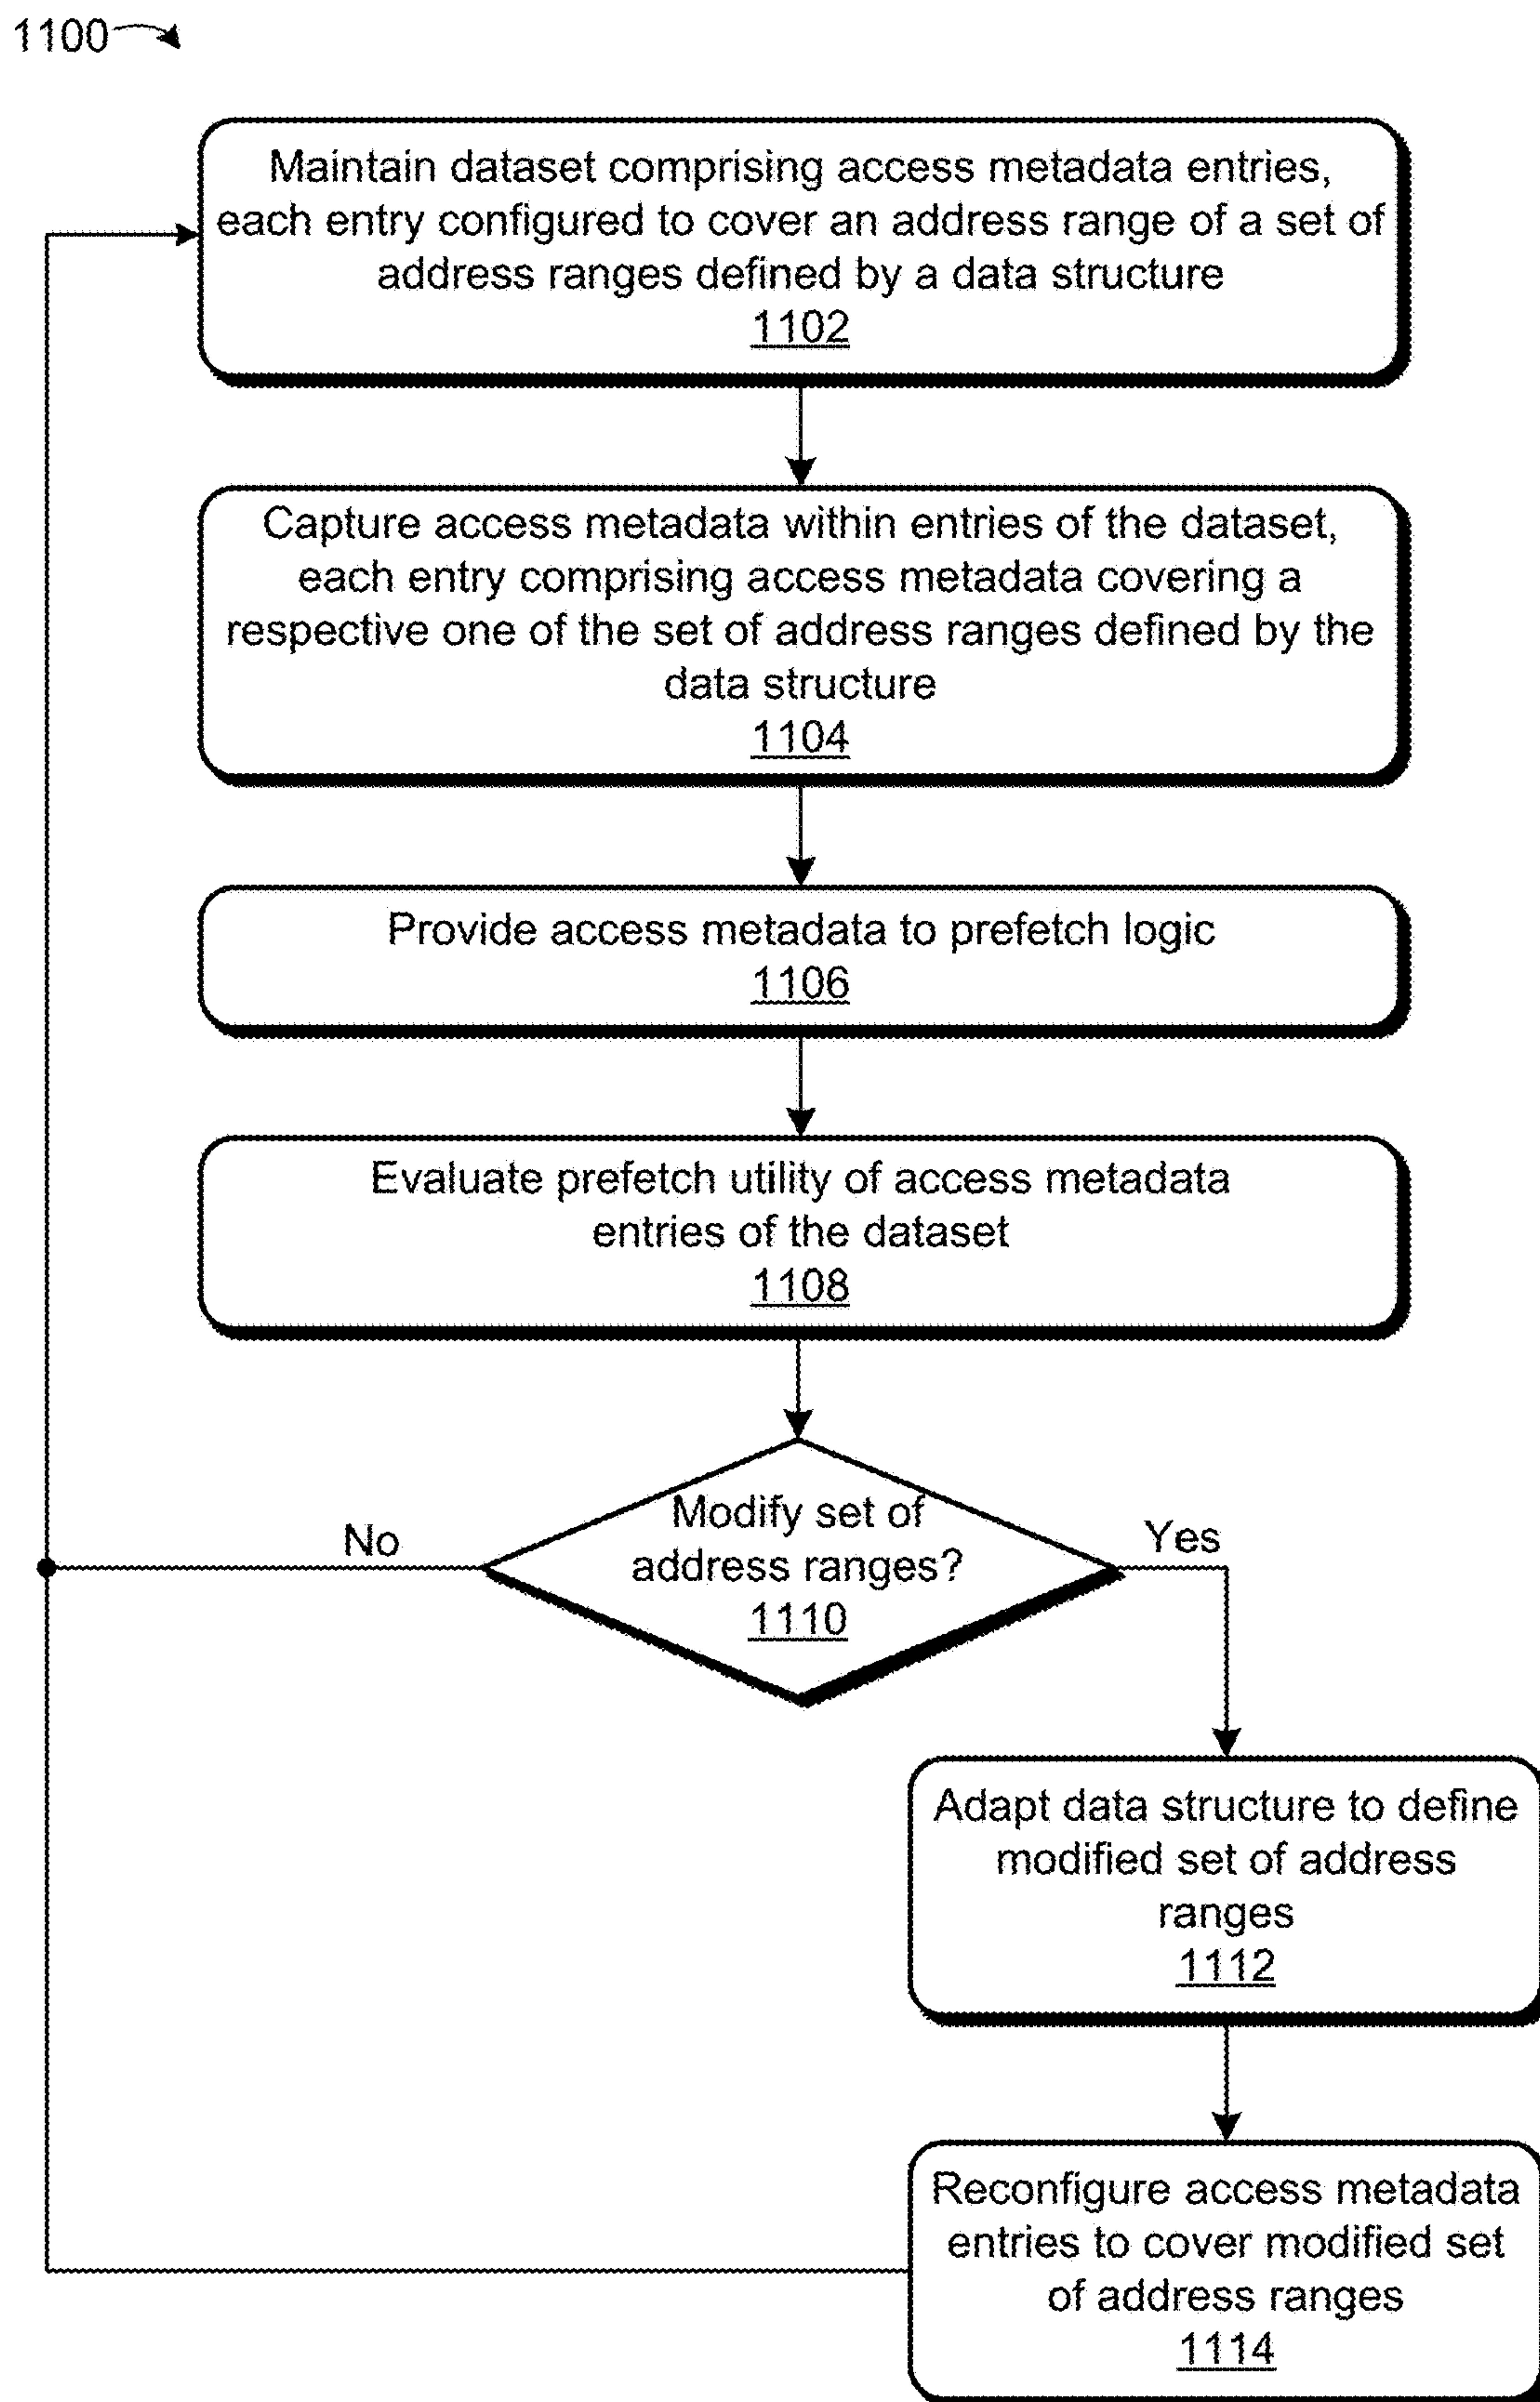 1100
Maintain dataset comprising access metadata entries,
each entry configured to cover an address range of a set of
address ranges defined by a data structure
1102
Capture access metadata within entries of the dataset,
each entry comprising access metadata covering a
respective one of the set of address ranges defined by the
data structure
1104
Provide access metadata to prefetch logic
1106
Evaluate prefetch utility of access metadata
entries of the dataset
1108
Modify set of
address ranges?
1110
No
Yes
Adapt data structure to define
modified set of address
ranges
1112
Reconfigure access metadata
entries to cover modified set
of address ranges
1114